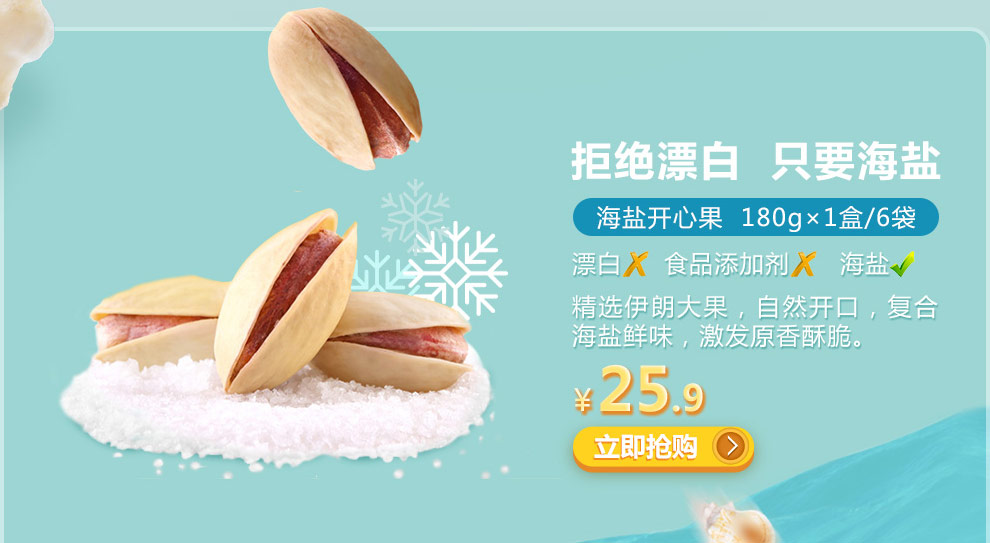 拒绝漂白 只要海盐
海盐开心果 180g×1盒/6袋
漂白✗ 食品添加剂✗ 海盐✓
精选伊朗大果，自然开口，复合
海盐鲜味，激发原香酥脆。
¥25.9
立即抢购